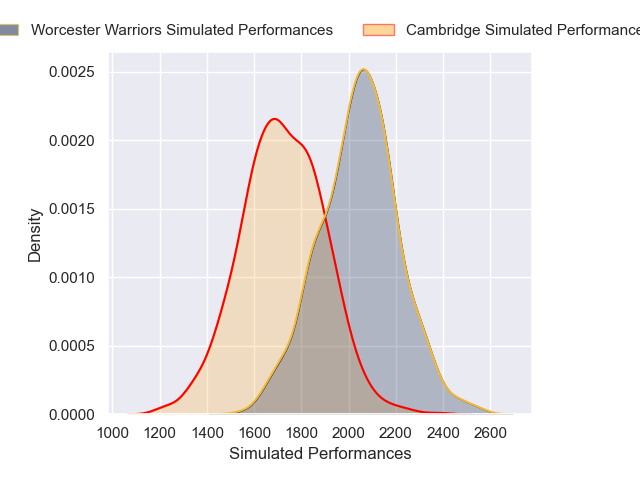 Worcester Warriors Simulated Performances
Cambridge Simulated Performance
0.0025
0.0020
0.0015
0.0010
0.0005
0.0000
Density
1000 1200 1400 1600 1800 2000 2200 2400 2600
Simulated Performances